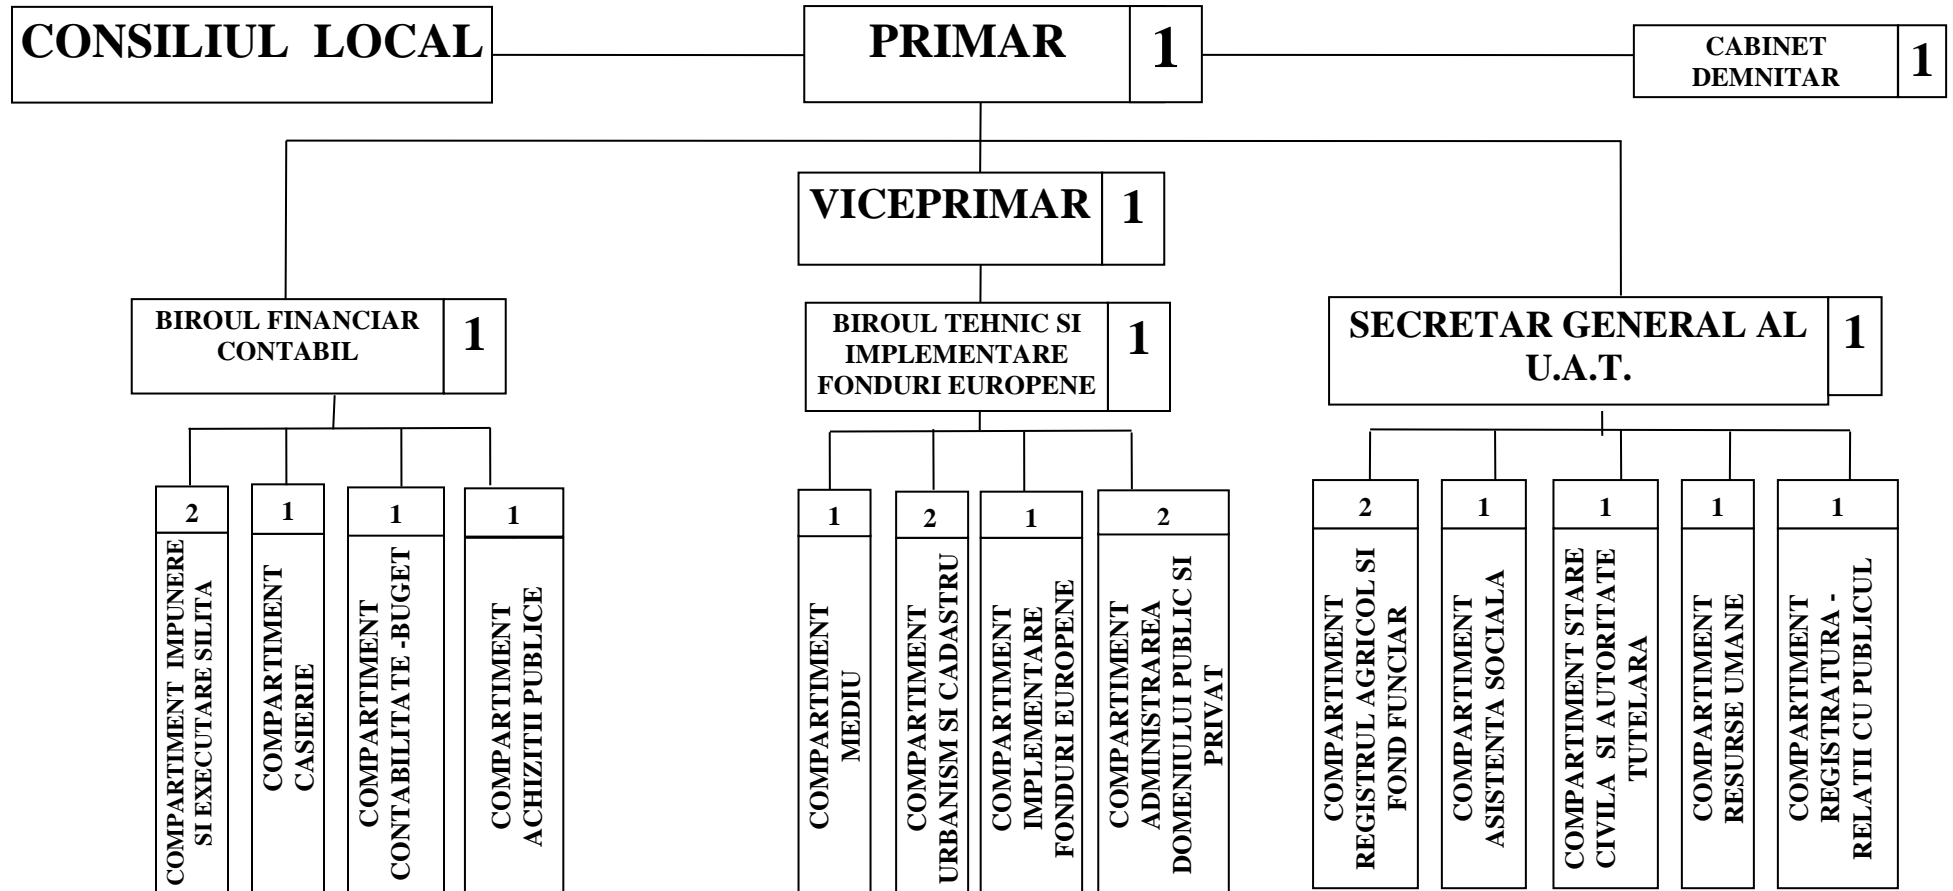 CONSILIUL LOCAL
PRIMAR
1
CABINET
DEMNITAR
1
VICEPRIMAR
1
BIROUL FINANCIAR
CONTABIL
1
BIROUL TEHNIC SI
IMPLEMENTARE
FONDURI EUROPENE
1
SECRETAR GENERAL AL
U.A.T.
1
2
COMPARTIMENT IMPUNERE
SI EXECUTARE SILITA
1
COMPARTIMENT
CASIERIE
1
COMPARTIMENT
CONTABILITATE -BUGET
1
COMPARTIMENT
ACHIZITII PUBLICE
1
COMPARTIMENT
MEDIU
2
COMPARTIMENT
URBANISM SI CADASTRU
1
COMPARTIMENT
IMPLEMENTARE
FONDURI EUROPENE
2
COMPARTIMENT
ADMINISTRAREA
DOMENIULUI PUBLIC SI
PRIVAT
2
COMPARTIMENT
REGISTRUL AGRICOL SI
FOND FUNCIAR
1
COMPARTIMENT
ASISTENTA SOCIALA
1
COMPARTIMENT STARE
CIVILA SI AUTORITATE
TUTELARA
1
COMPARTIMENT
RESURSE UMANE
1
COMPARTIMENT
REGISTRATURA -
RELATII CU PUBLICUL